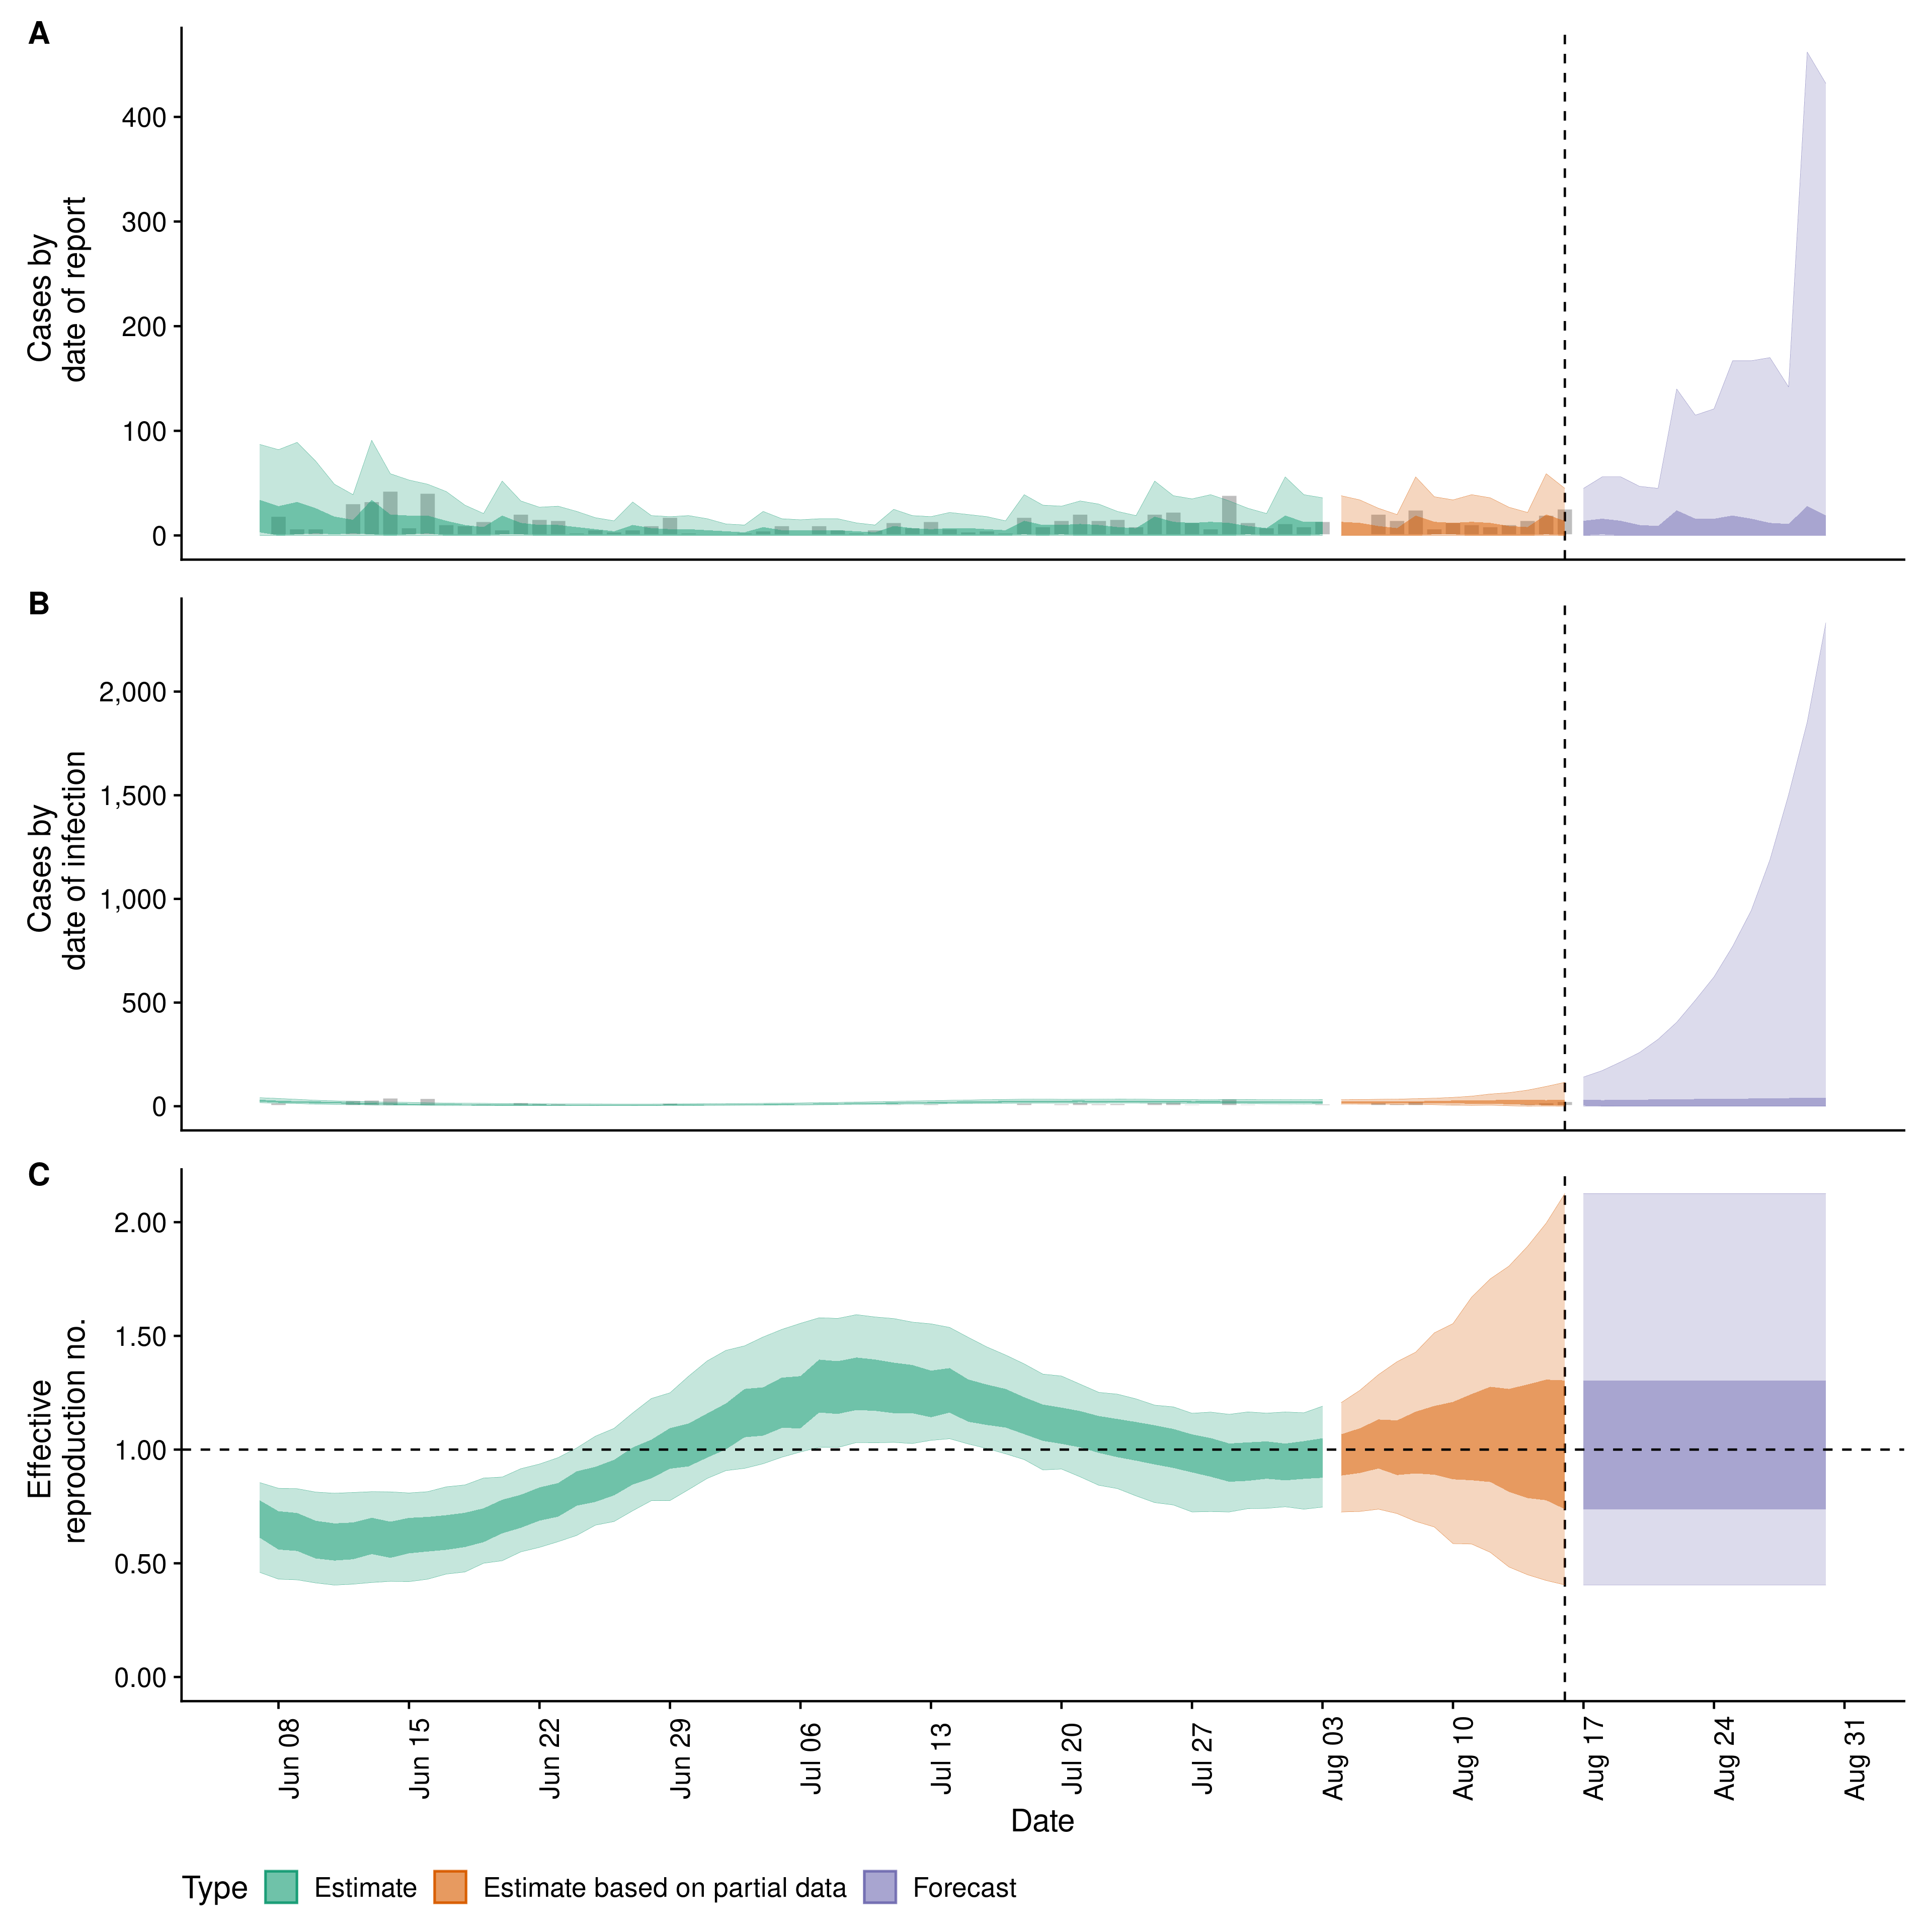 A
Cases by
date of report
400
300
200
100
0
B
Cases by
date of infection
2,000
1,500
1,000
500
0
C
Effective
reproduction no.
2.00
1.50
1.00
0.50
0.00
Jun 08
Jun 15
Jun 22
Jun 29
Jul 06
Jul 13
Jul 20
Jul 27
Aug 03
Aug 10
Aug 17
Aug 24
Aug 31
Date
Type Estimate Estimate based on partial data Forecast